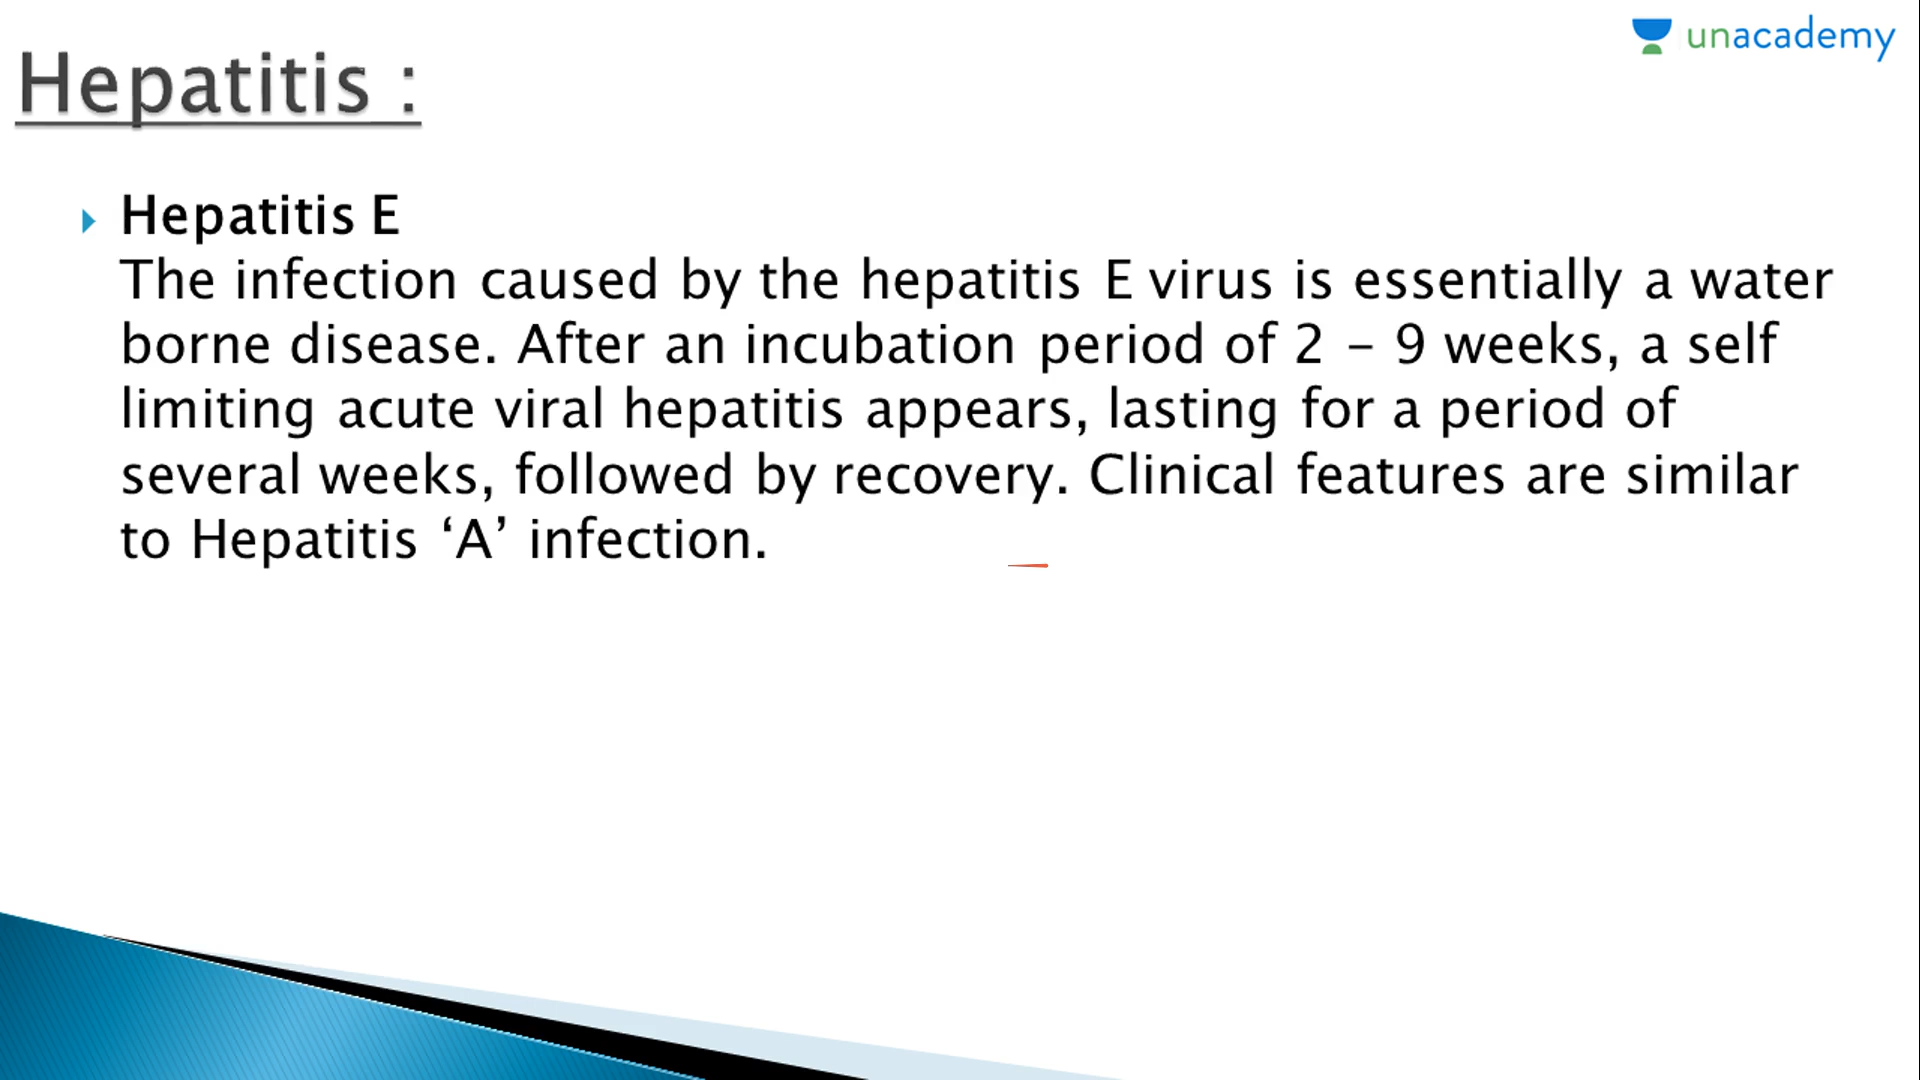 unacademy
Hepatitis :
Hepatitis E
The infection caused by the hepatitis E virus is essentially a water
borne disease. After an incubation period of 2 – 9 weeks, a self
limiting acute viral hepatitis appears, lasting for a period of
several weeks, followed by recovery. Clinical features are similar
to Hepatitis ‘A’ infection.